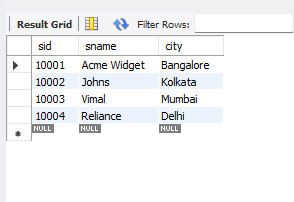 Result Grid Filter Rows:
sid sname city
10001 Acme Widget Bangalore
10002 Johns Kolkata
10003 Vimal Mumbai
10004 Reliance Delhi
NULL NULL NULL